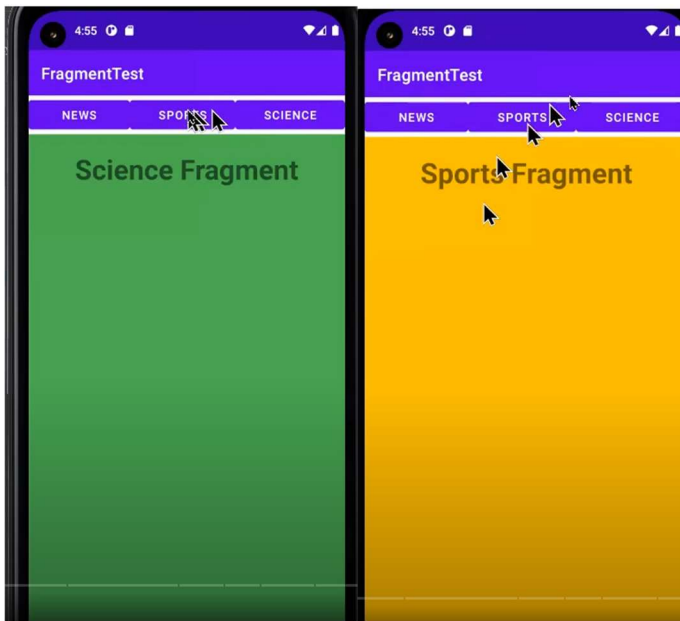 4:55
FragmentTest
NEWS SPORTS SCIENCE
Science Fragment
4:55
FragmentTest
NEWS SPORTS SCIENCE
Sports Fragment